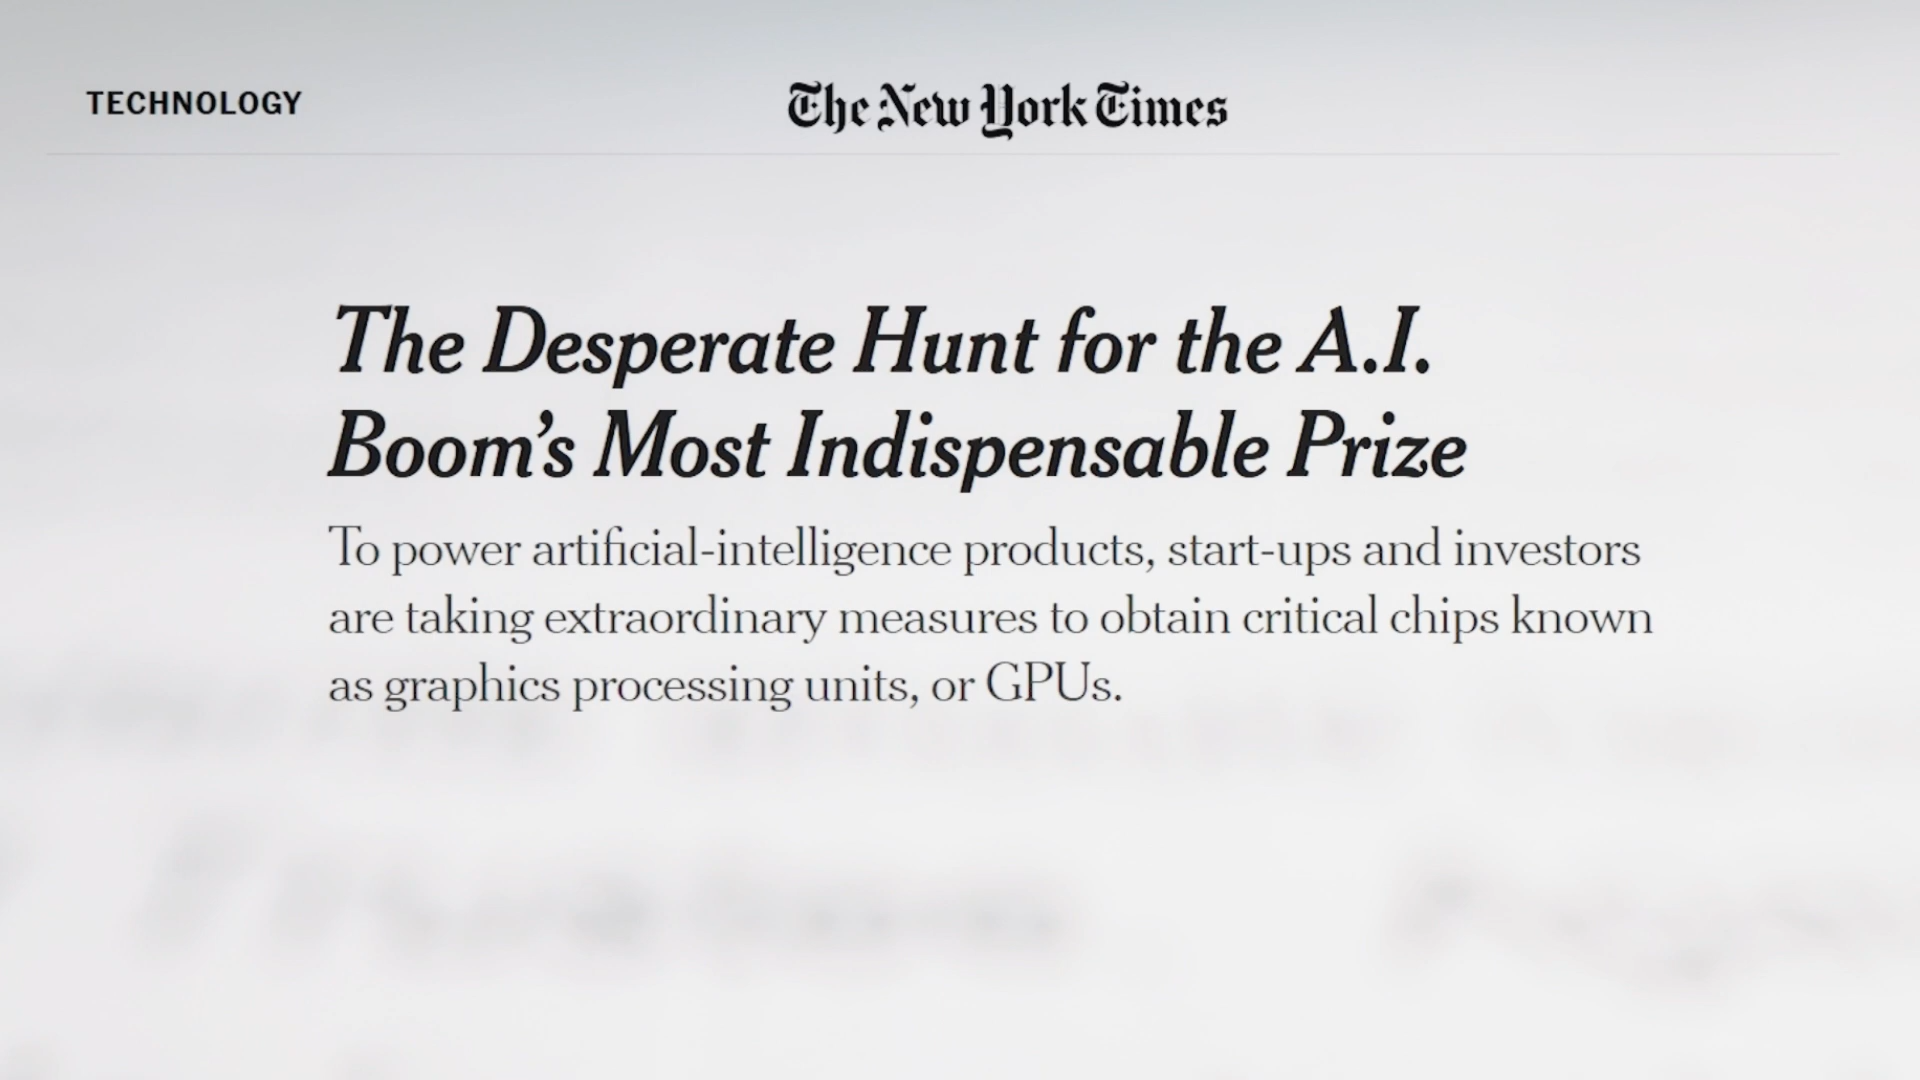 TECHNOLOGY
The New York Times
The Desperate Hunt for the A.I.
Boom’s Most Indispensable Prize
To power artificial-intelligence products, start-ups and investors
are taking extraordinary measures to obtain critical chips known
as graphics processing units, or GPUs.